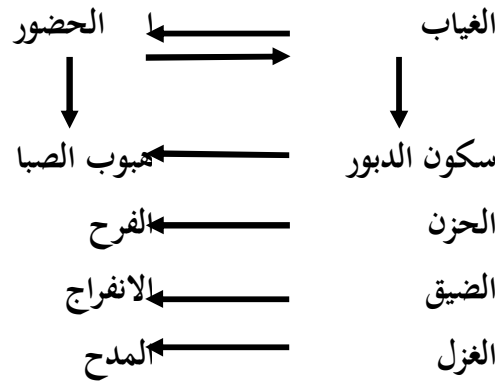 الغياب ا الحضور
سكون الدبور هبوب الصبا
الحزن الفرح
الضيق الانفراج
الغزل المدح